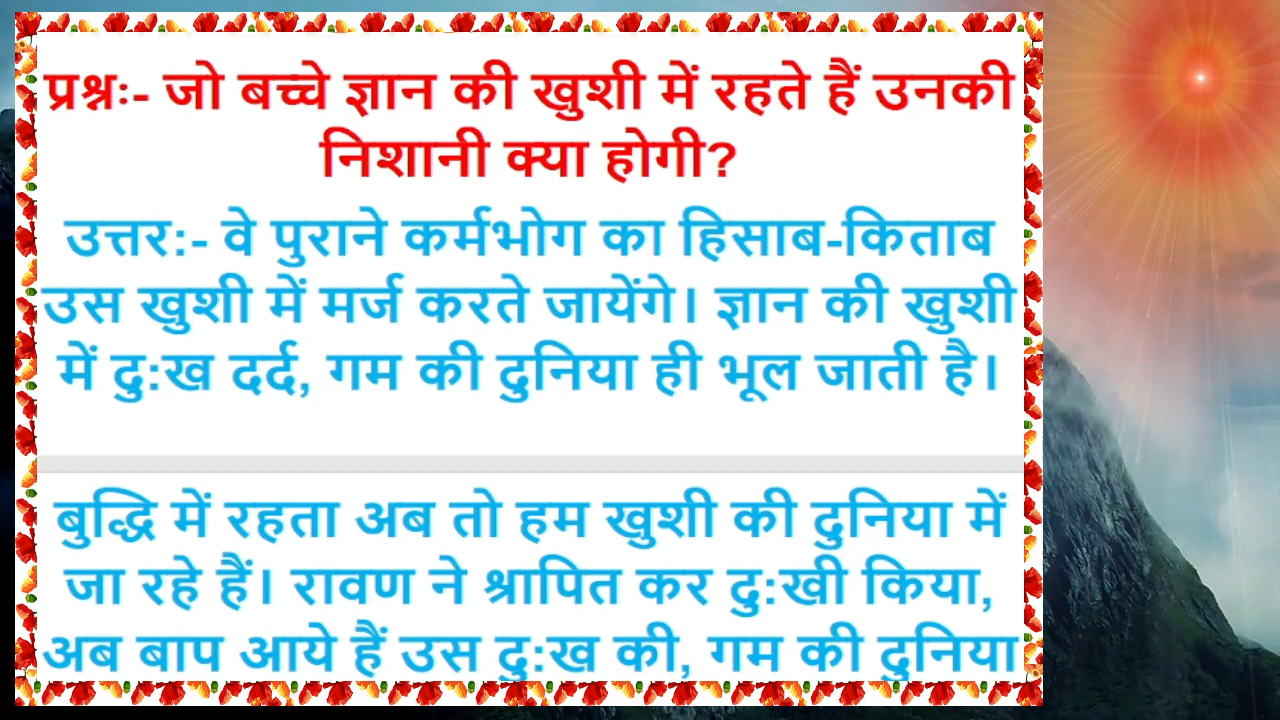 प्रश्नः- जो बच्चे ज्ञान की खुशी में रहते हैं उनकी
निशानी क्या होगी?
उत्तर:- वे पुराने कर्मभोग का हिसाब-किताब
उस खुशी में मर्ज करते जायेंगे। ज्ञान की खुशी
में दु:ख दर्द, गम की दुनिया ही भूल जाती है।
बुद्धि में रहता अब तो हम खुशी की दुनिया में
जा रहे हैं। रावण ने श्रापित कर दु:खी किया,
अब बाप आये हैं उस दु:ख की, गम की दुनिया